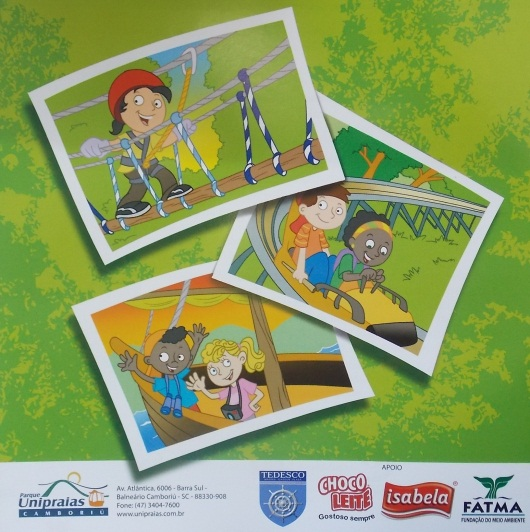 APOIO
Parque
Unipraias
CAMBORIÚ
Av. Atlântica, 6006 - Barra Sul -
Balneário Camboriú - SC - 88330-908
Fone: (47) 3404-7600
www.unipraias.com.br
TEDESCO
CHOCO
LEITE
Gostoso sempre
isabela
FATMA
FUNDAÇÃO DO MEIO AMBIENTE